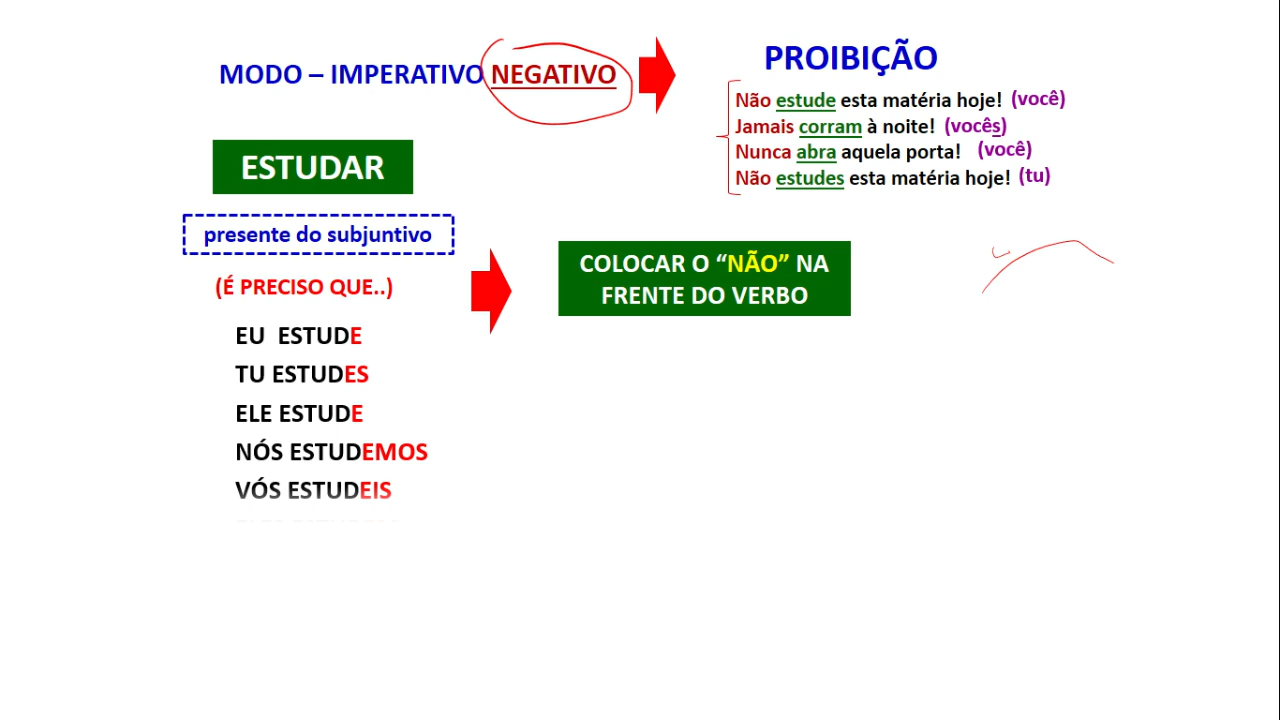 MODO – IMPERATIVO NEGATIVO
PROIBIÇÃO
Não estude esta matéria hoje! (você)
Jamais corram à noite! (vocês)
Nunca abra aquela porta! (você)
Não estudes esta matéria hoje! (tu)
ESTUDAR
presente do subjuntivo
(É PRECISO QUE..)
COLOCAR O “NÃO” NA
FRENTE DO VERBO
EU ESTUDE
TU ESTUDES
ELE ESTUDE
NÓS ESTUDEMOS
VÓS ESTUDEIS